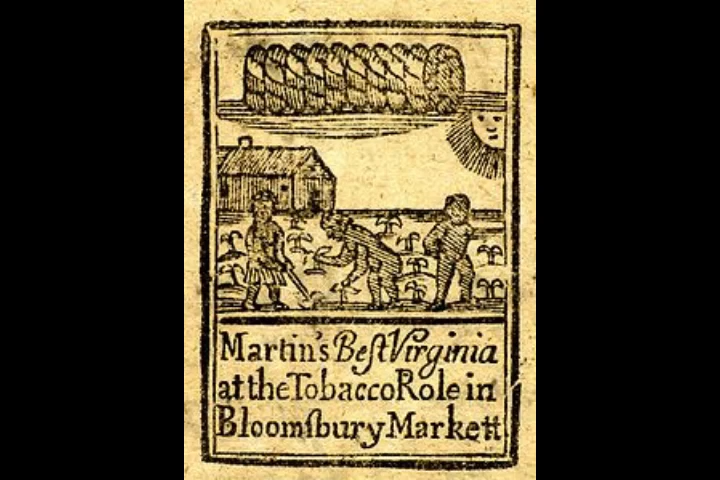 Martin's Beſt Virginia
at the Tobacco Role in
Bloomſbury Markett